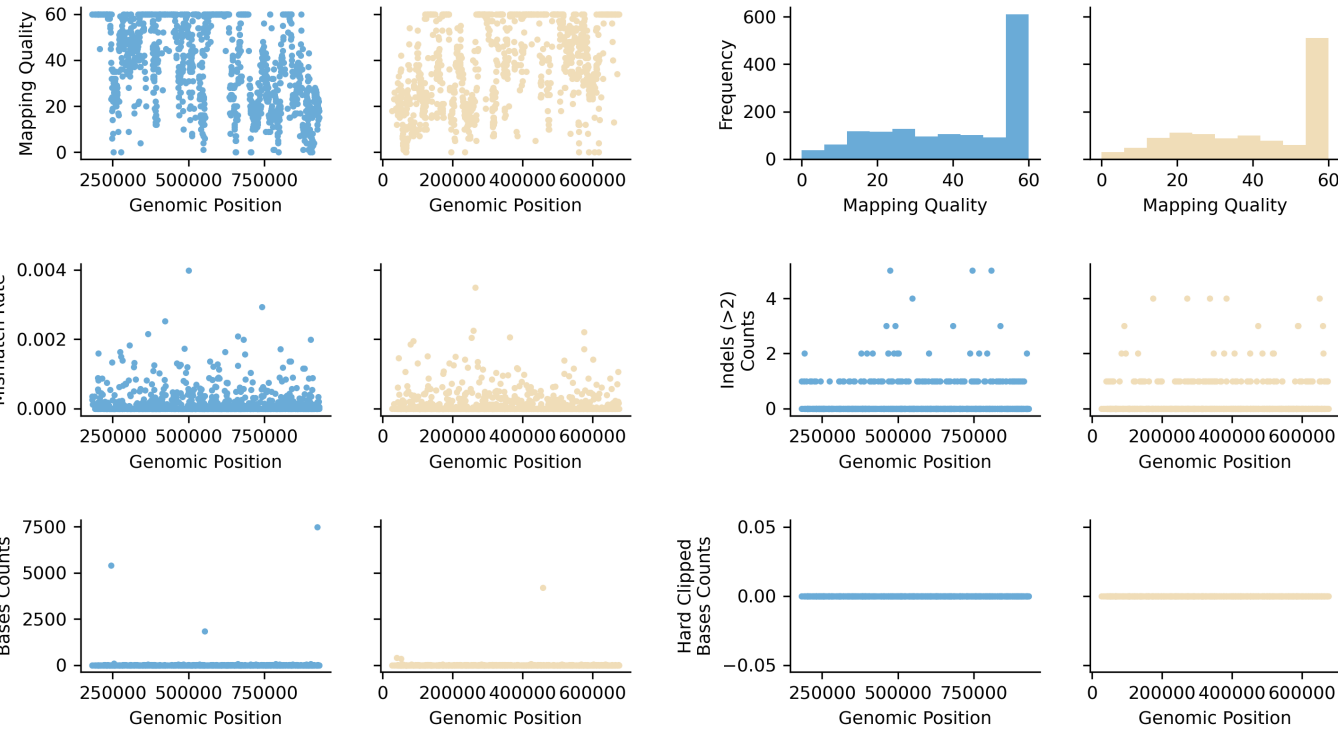 Mapping Quality
60
40
20
0
250000 500000 750000
Genomic Position
0 200000 400000 600000
Genomic Position
Frequency
600
400
200
0
0 20 40 60
Mapping Quality
0 20 40 60
Mapping Quality
Mismatch Rate
0.004
0.002
0.000
250000 500000 750000
Genomic Position
0 200000 400000 600000
Genomic Position
Indels (>2)
Counts
4
2
0
250000 500000 750000
Genomic Position
0 200000 400000 600000
Genomic Position
Bases Counts
7500
5000
2500
0
250000 500000 750000
Genomic Position
0 200000 400000 600000
Genomic Position
Hard Clipped
Bases Counts
0.05
0.00
−0.05
250000 500000 750000
Genomic Position
0 200000 400000 600000
Genomic Position